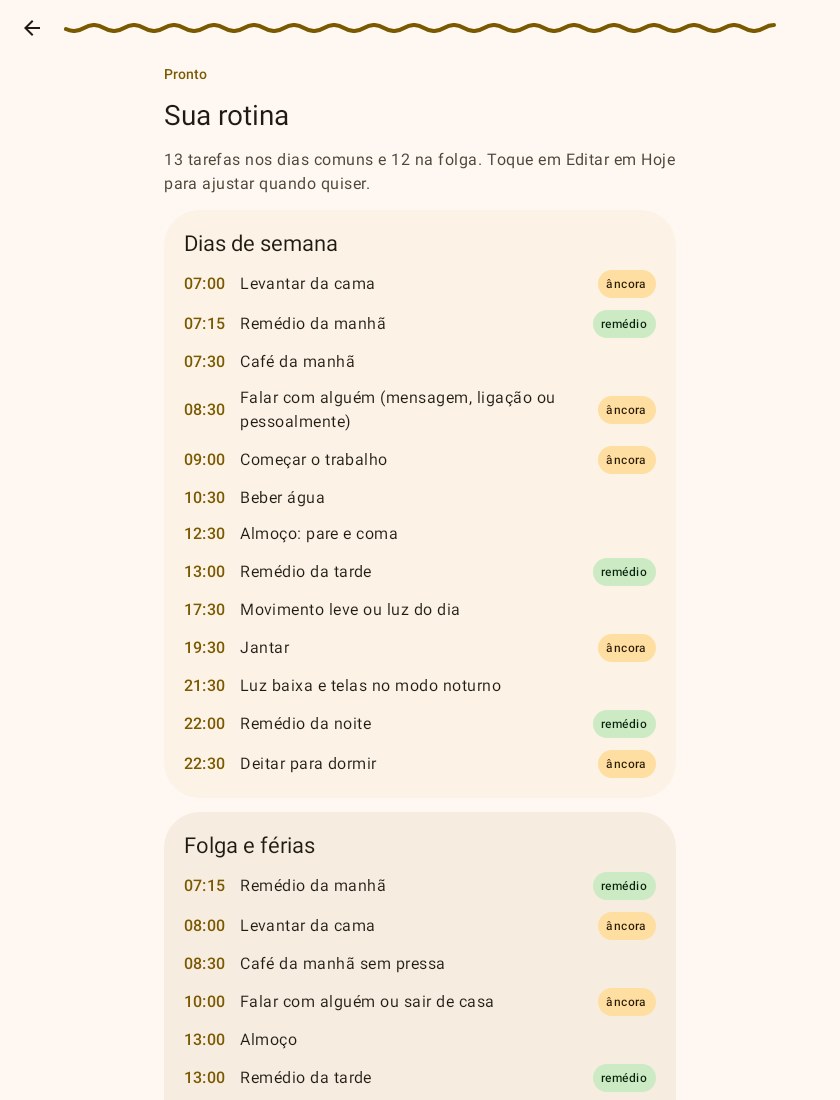 Pronto
Sua rotina
13 tarefas nos dias comuns e 12 na folga. Toque em Editar em Hoje
para ajustar quando quiser.
Dias de semana
07:00 Levantar da cama âncora
07:15 Remédio da manhã remédio
07:30 Café da manhã
08:30 Falar com alguém (mensagem, ligação ou
pessoalmente) âncora
09:00 Começar o trabalho âncora
10:30 Beber água
12:30 Almoço: pare e coma
13:00 Remédio da tarde remédio
17:30 Movimento leve ou luz do dia
19:30 Jantar âncora
21:30 Luz baixa e telas no modo noturno
22:00 Remédio da noite remédio
22:30 Deitar para dormir âncora
Folga e férias
07:15 Remédio da manhã remédio
08:00 Levantar da cama âncora
08:30 Café da manhã sem pressa
10:00 Falar com alguém ou sair de casa âncora
13:00 Almoço
13:00 Remédio da tarde remédio